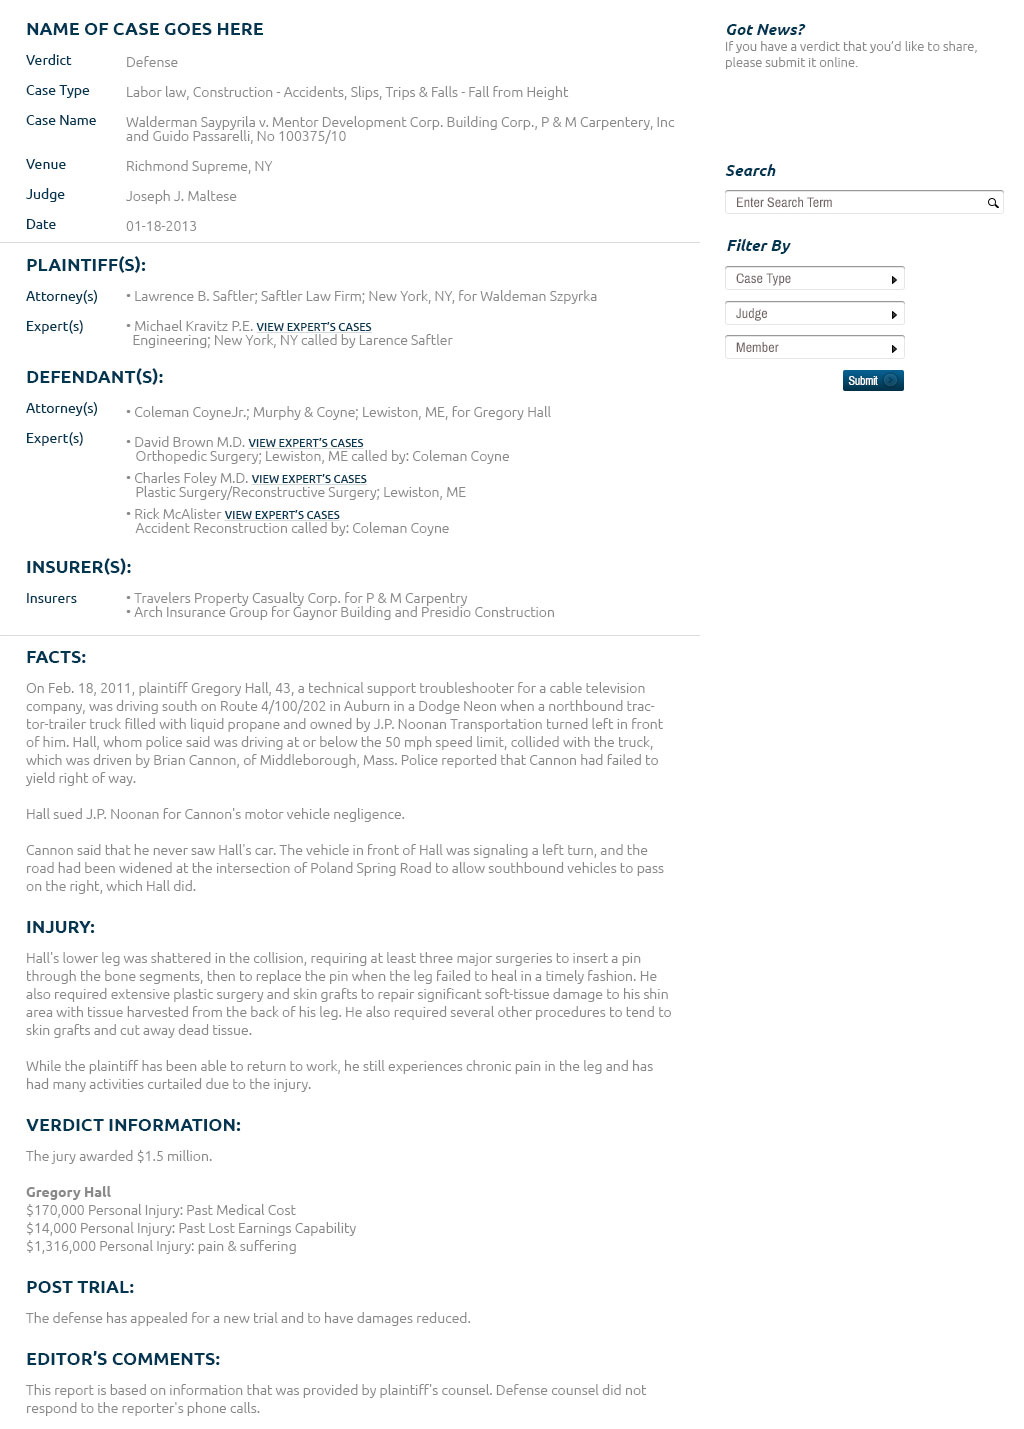 NAME OF CASE GOES HERE
Verdict Defense
Case Type Labor law, Construction - Accidents, Slips, Trips & Falls - Fall from Height
Case Name Walderman Saypyrila v. Mentor Development Corp. Building Corp., P & M Carpentery, Inc
and Guido Passarelli, No 100375/10
Venue Richmond Supreme, NY
Judge Joseph J. Maltese
Date 01-18-2013
PLAINTIFF(S):
Attorney(s) • Lawrence B. Saftler; Saftler Law Firm; New York, NY, for Waldeman Szpyrka
Expert(s) • Michael Kravitz P.E. VIEW EXPERT'S CASES
Engineering; New York, NY called by Larence Saftler
DEFENDANT(S):
Attorney(s) • Coleman CoyneJr.; Murphy & Coyne; Lewiston, ME, for Gregory Hall
Expert(s) • David Brown M.D. VIEW EXPERT'S CASES
Orthopedic Surgery; Lewiston, ME called by: Coleman Coyne
• Charles Foley M.D. VIEW EXPERT'S CASES
Plastic Surgery/Reconstructive Surgery; Lewiston, ME
• Rick McAlister VIEW EXPERT'S CASES
Accident Reconstruction called by: Coleman Coyne
INSURER(S):
Insurers • Travelers Property Casualty Corp. for P & M Carpentry
• Arch Insurance Group for Gaynor Building and Presidio Construction
FACTS:
On Feb. 18, 2011, plaintiff Gregory Hall, 43, a technical support troubleshooter for a cable television
company, was driving south on Route 4/100/202 in Auburn in a Dodge Neon when a northbound trac-
tor-trailer truck filled with liquid propane and owned by J.P. Noonan Transportation turned left in front
of him. Hall, whom police said was driving at or below the 50 mph speed limit, collided with the truck,
which was driven by Brian Cannon, of Middleborough, Mass. Police reported that Cannon had failed to
yield right of way.
Hall sued J.P. Noonan for Cannon's motor vehicle negligence.
Cannon said that he never saw Hall's car. The vehicle in front of Hall was signaling a left turn, and the
road had been widened at the intersection of Poland Spring Road to allow southbound vehicles to pass
on the right, which Hall did.
INJURY:
Hall's lower leg was shattered in the collision, requiring at least three major surgeries to insert a pin
through the bone segments, then to replace the pin when the leg failed to heal in a timely fashion. He
also required extensive plastic surgery and skin grafts to repair significant soft-tissue damage to his shin
area with tissue harvested from the back of his leg. He also required several other procedures to tend to
skin grafts and cut away dead tissue.
While the plaintiff has been able to return to work, he still experiences chronic pain in the leg and has
had many activities curtailed due to the injury.
VERDICT INFORMATION:
The jury awarded $1.5 million.
Gregory Hall
$170,000 Personal Injury: Past Medical Cost
$14,000 Personal Injury: Past Lost Earnings Capability
$1,316,000 Personal Injury: pain & suffering
POST TRIAL:
The defense has appealed for a new trial and to have damages reduced.
EDITOR'S COMMENTS:
This report is based on information that was provided by plaintiff's counsel. Defense counsel did not
respond to the reporter's phone calls.
Got News?
If you have a verdict that you'd like to share,
please submit it online.
Search
Enter Search Term
Filter By
Case Type
Judge
Member
Submit